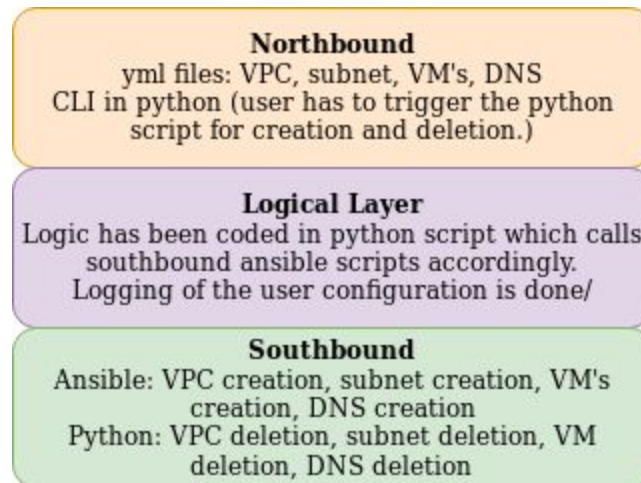 Northbound
yml files: VPC, subnet, VM's, DNS
CLI in python (user has to trigger the python
script for creation and deletion.)
Logical Layer
Logic has been coded in python script which calls
southbound ansible scripts accordingly.
Logging of the user configuration is done/
Southbound
Ansible: VPC creation, subnet creation, VM's
creation, DNS creation
Python: VPC deletion, subnet deletion, VM
deletion, DNS deletion